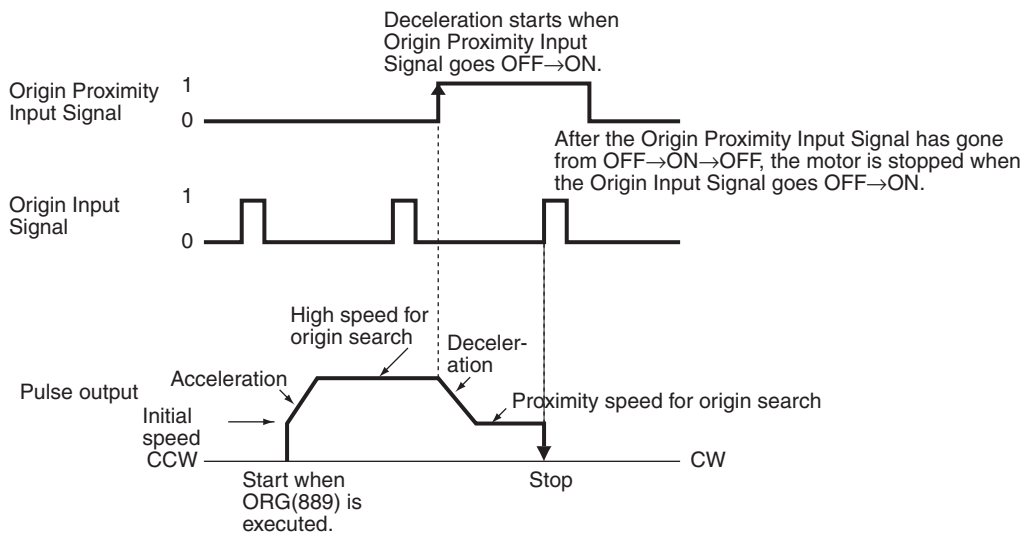 Deceleration starts when
Origin Proximity Input
Signal goes OFF→ON.
Origin Proximity
Input Signal
1
0
After the Origin Proximity Input Signal has gone
from OFF→ON→OFF, the motor is stopped when
the Origin Input Signal goes OFF→ON.
Origin Input
Signal
1
0
High speed for
origin search
Deceler-
ation
Acceleration
Pulse output
Proximity speed for origin search
Initial
speed
CCW
CW
Start when
ORG(889) is
executed.
Stop